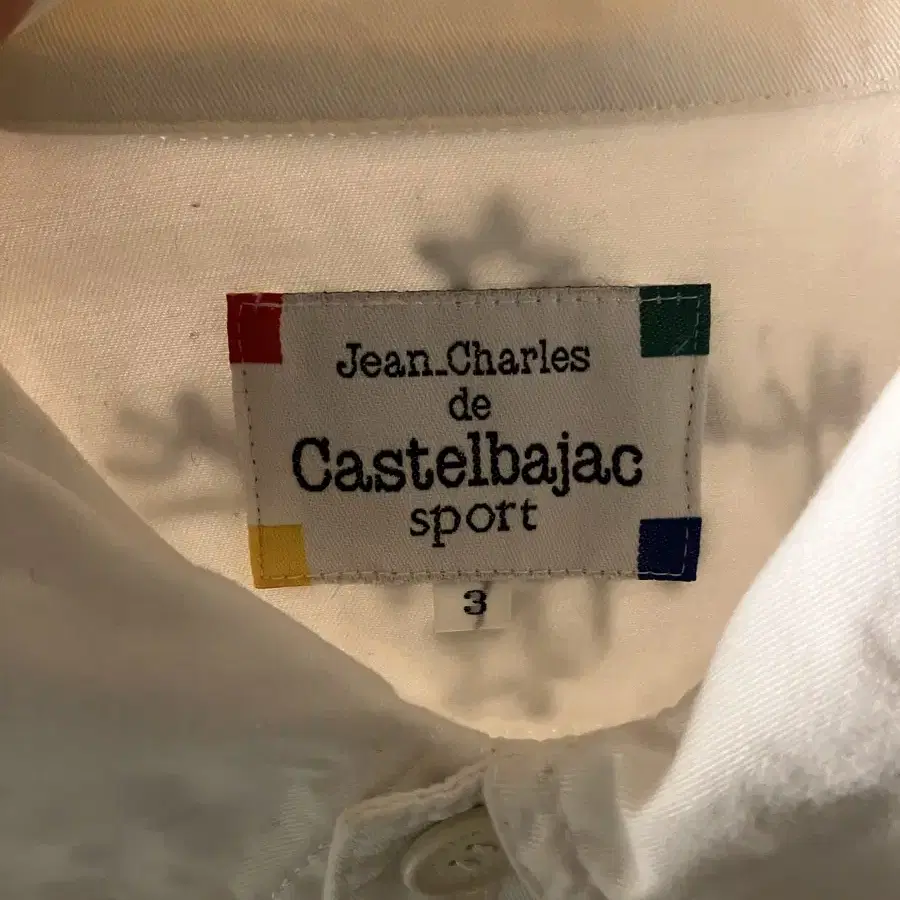 Jean_Charles
de
Castelbajac
sport
3